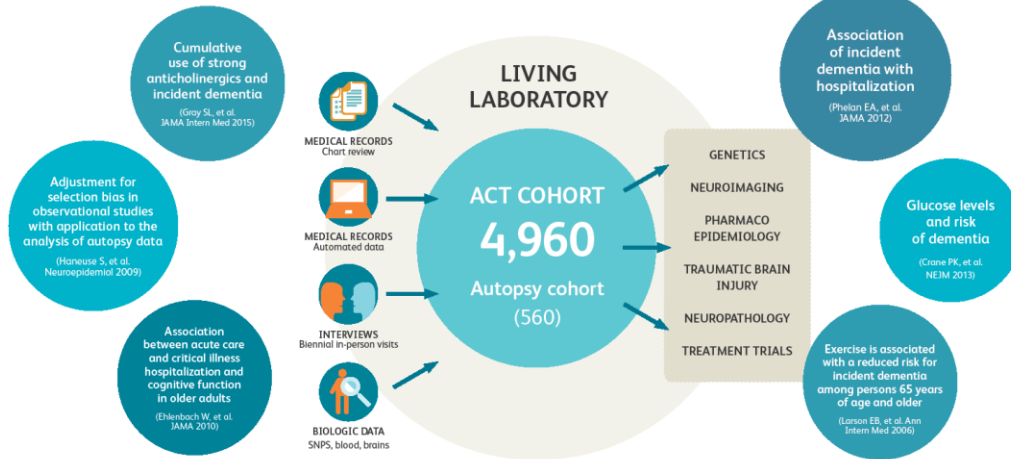 Cumulative
use of strong
anticholinergics and
incident dementia
(Gray SL, et al.
JAMA Intern Med 2015)
Adjustment for
selection bias in
observational studies
with application to the
analysis of autopsy data
(Haneuse S, et al.
Neuroepidemiol 2009)
Association
between acute care
and critical illness
hospitalization and
cognitive function
in older adults
(Ehlenbach W, et al.
JAMA 2010)
MEDICAL RECORDS
Chart review
MEDICAL RECORDS
Automated data
INTERVIEWS
Biennial in-person visits
BIOLOGIC DATA
SNPS, blood, brains
LIVING
LABORATORY
ACT COHORT
4,960
Autopsy cohort
(560)
GENETICS
NEUROIMAGING
PHARMACO
EPIDEMIOLOGY
TRAUMATIC BRAIN
INJURY
NEUROPATHOLOGY
TREATMENT TRIALS
Association
of incident
dementia with
hospitalization
(Phelan EA, et al.
JAMA 2012)
Glucose levels
and risk
of dementia
(Crane PK, et al.
NEJM 2013)
Exercise is associated
with a reduced risk for
incident dementia
among persons 65 years
of age and older
(Larson EB, et al. Ann
Intern Med 2006)